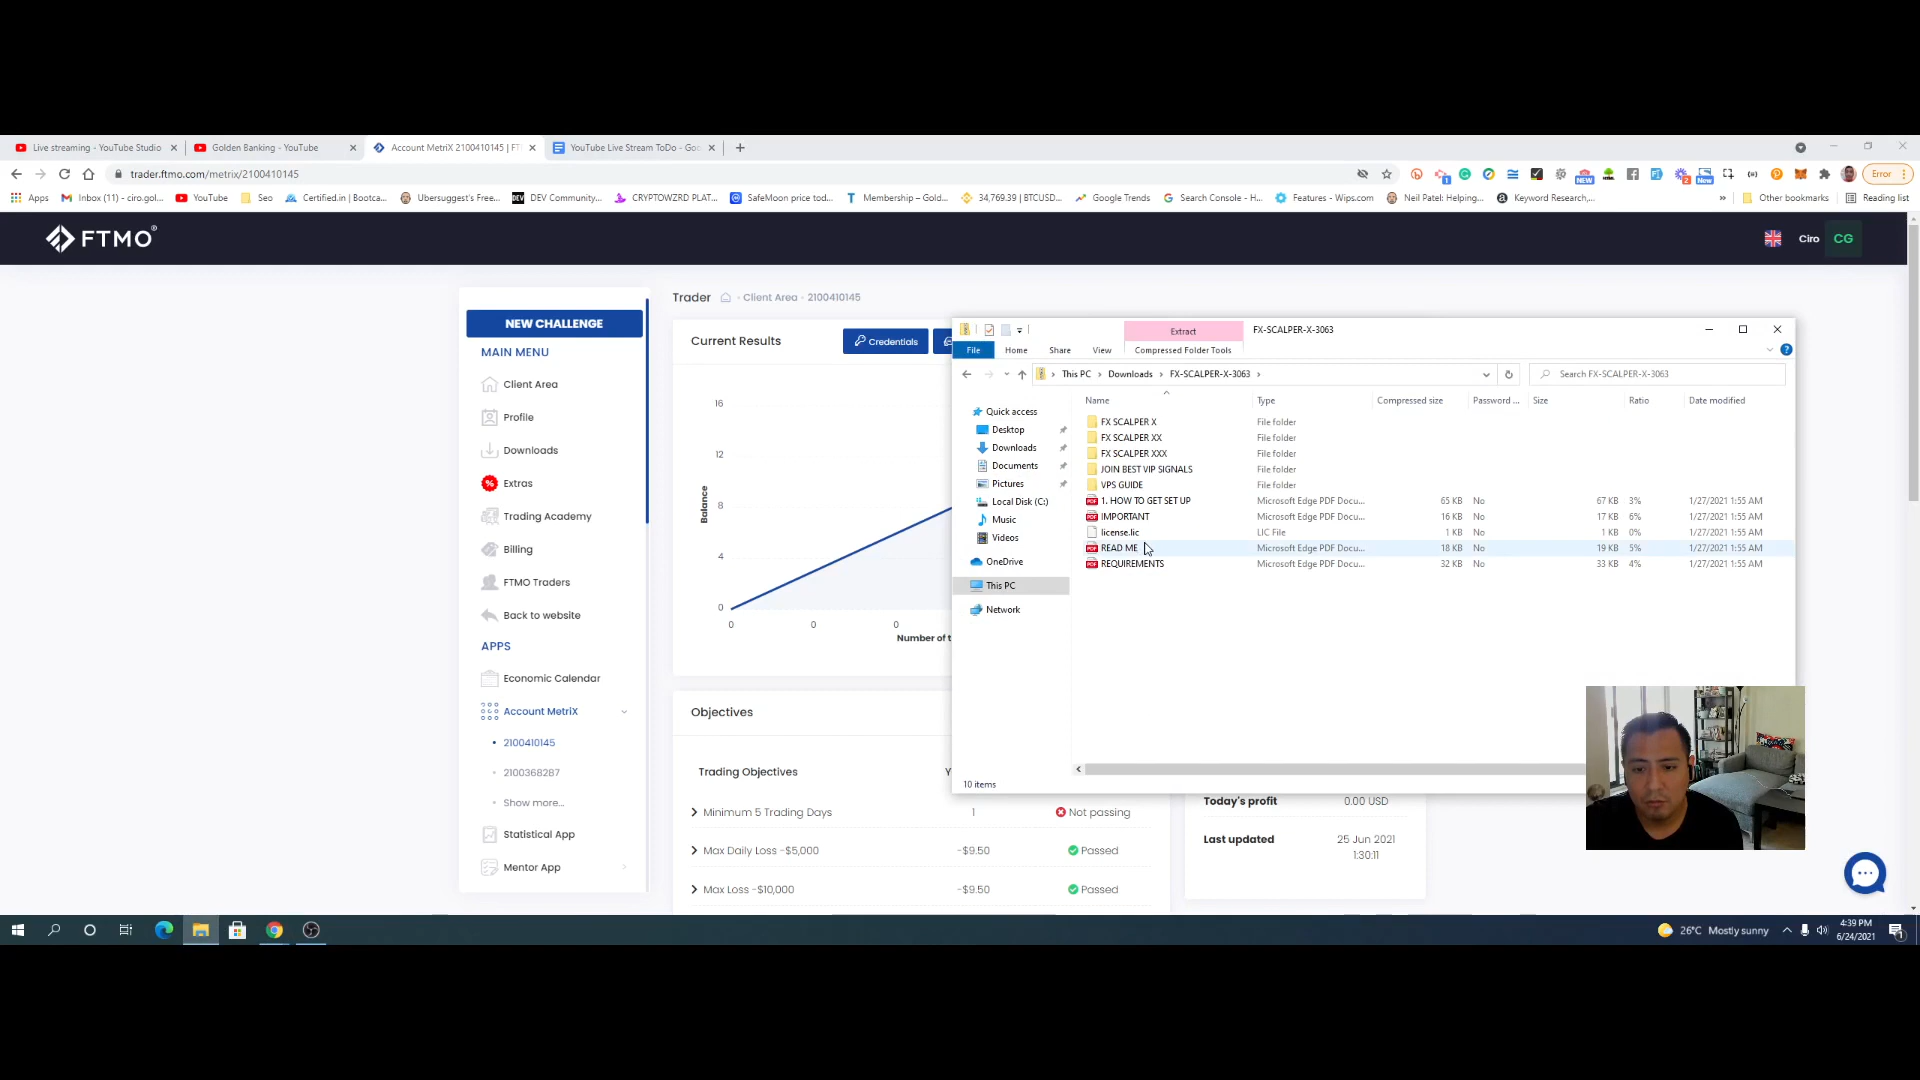 Live streaming - YouTube Studio
Golden Banking - YouTube
Account MetriX 2100410145 | FT
YouTube Live Stream ToDo - Goo
trader.ftmo.com/metrix/2100410145
Error
Apps
Inbox (11) - ciro.gol...
YouTube
Seo
Certified.in | Bootca...
Ubersuggest's Free...
DEV Community...
CRYPTOWZRD PLAT...
SafeMoon price tod...
Membership – Gold...
34,769.39 | BTCUSD...
Google Trends
Search Console - H...
Features - Wips.com
Neil Patel: Helping...
Keyword Research,...
Other bookmarks
Reading list
FTMO
Ciro
CG
NEW CHALLENGE
MAIN MENU
Client Area
Profile
Downloads
Extras
Trading Academy
Billing
FTMO Traders
Back to website
APPS
Economic Calendar
Account MetriX
2100410145
2100368287
Show more...
Statistical App
Mentor App
Trader
Client Area
2100410145
Current Results
Credentials
16
12
8
4
0
Balance
0
0
0
Number of t
Objectives
Trading Objectives
Minimum 5 Trading Days
1
Not passing
Max Daily Loss -$5,000
-$9.50
Passed
Max Loss -$10,000
-$9.50
Passed
Today's profit
0.00 USD
Last updated
25 Jun 2021
1:30:11
Extract
FX-SCALPER-X-3063
File
Home
Share
View
Compressed Folder Tools
This PC
Downloads
FX-SCALPER-X-3063
Search FX-SCALPER-X-3063
Name
Type
Compressed size
Password ...
Size
Ratio
Date modified
Quick access
Desktop
Downloads
Documents
Pictures
Local Disk (C:)
Music
Videos
OneDrive
This PC
Network
FX SCALPER X
File folder
FX SCALPER XX
File folder
FX SCALPER XXX
File folder
JOIN BEST VIP SIGNALS
File folder
VPS GUIDE
File folder
1. HOW TO GET SET UP
Microsoft Edge PDF Docu...
65 KB
No
67 KB
3%
1/27/2021 1:55 AM
IMPORTANT
Microsoft Edge PDF Docu...
16 KB
No
17 KB
6%
1/27/2021 1:55 AM
license.lic
LIC File
1 KB
No
1 KB
0%
1/27/2021 1:55 AM
READ ME
Microsoft Edge PDF Docu...
18 KB
No
19 KB
5%
1/27/2021 1:55 AM
REQUIREMENTS
Microsoft Edge PDF Docu...
32 KB
No
33 KB
4%
1/27/2021 1:55 AM
10 items
26°C Mostly sunny
4:39 PM
6/24/2021